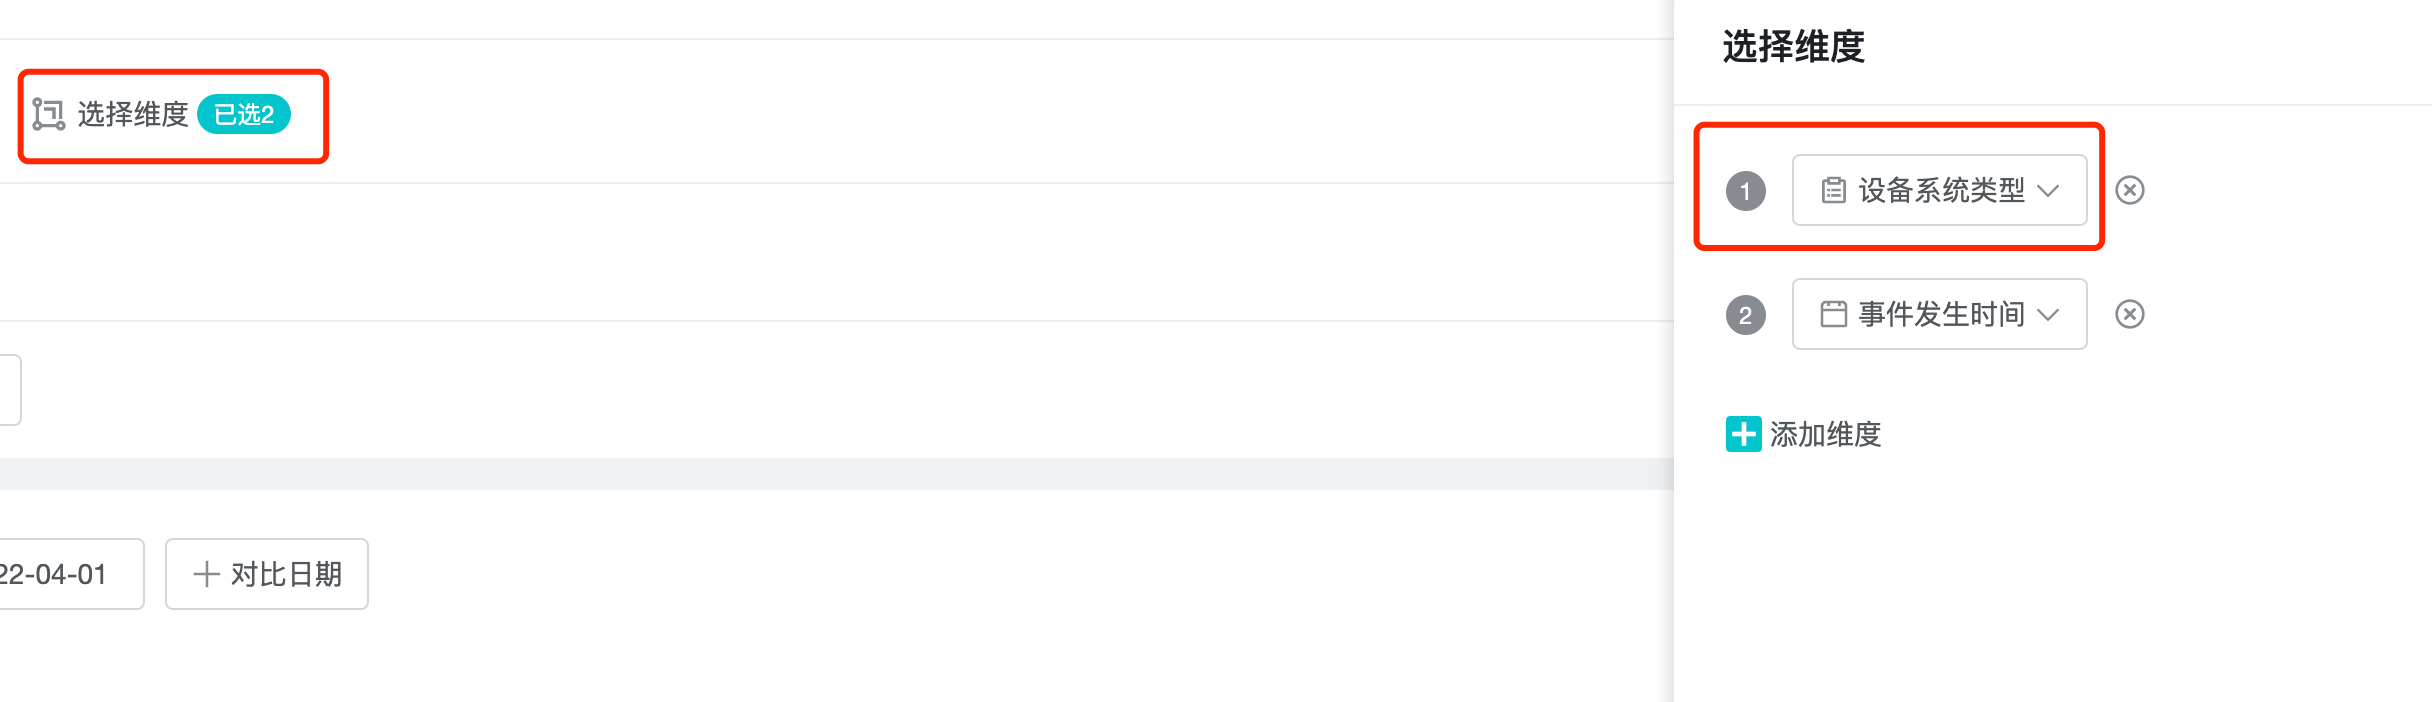 选择维度 已选2
22-04-01
对比日期
选择维度
1 设备系统类型
2 事件发生时间
添加维度